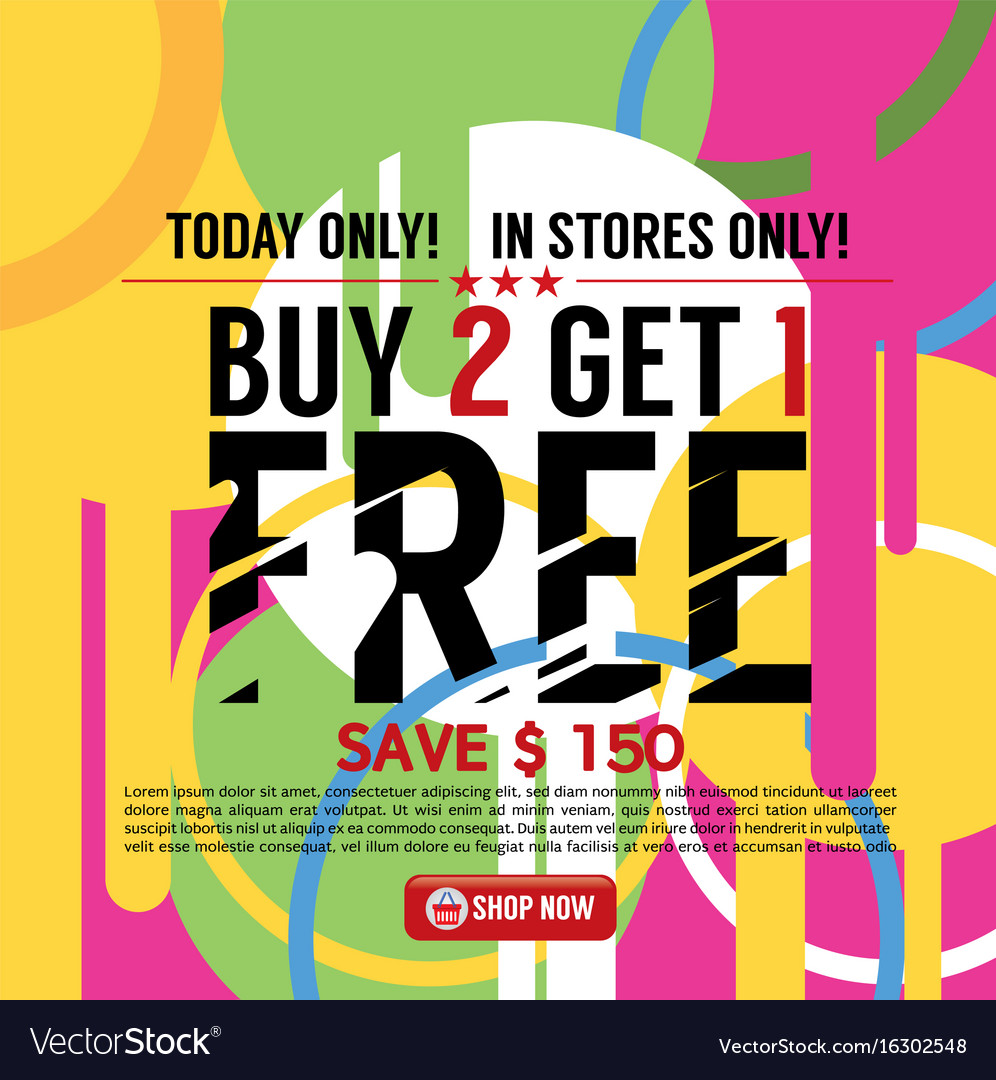 TODAY ONLY! IN STORES ONLY!
BUY 2 GET 1
FREE
SAVE $ 150
Lorem ipsum dolor sit amet, consectetuer adipiscing elit, sed diam nonummy nibh euismod tincidunt ut laoreet
dolore magna aliquam erat volutpat. Ut wisi enim ad minim veniam, quis nostrud exerci tation ullamcorper
suscipit lobortis nisl ut aliquip ex ea commodo consequat. Duis autem vel eum iriure dolor in hendrerit in vulputate
velit esse molestie consequat, vel illum dolore eu feugiat nulla facilisis at vero eros et accumsan et iusto odio
SHOP NOW
VectorStock®
VectorStock.com/16302548